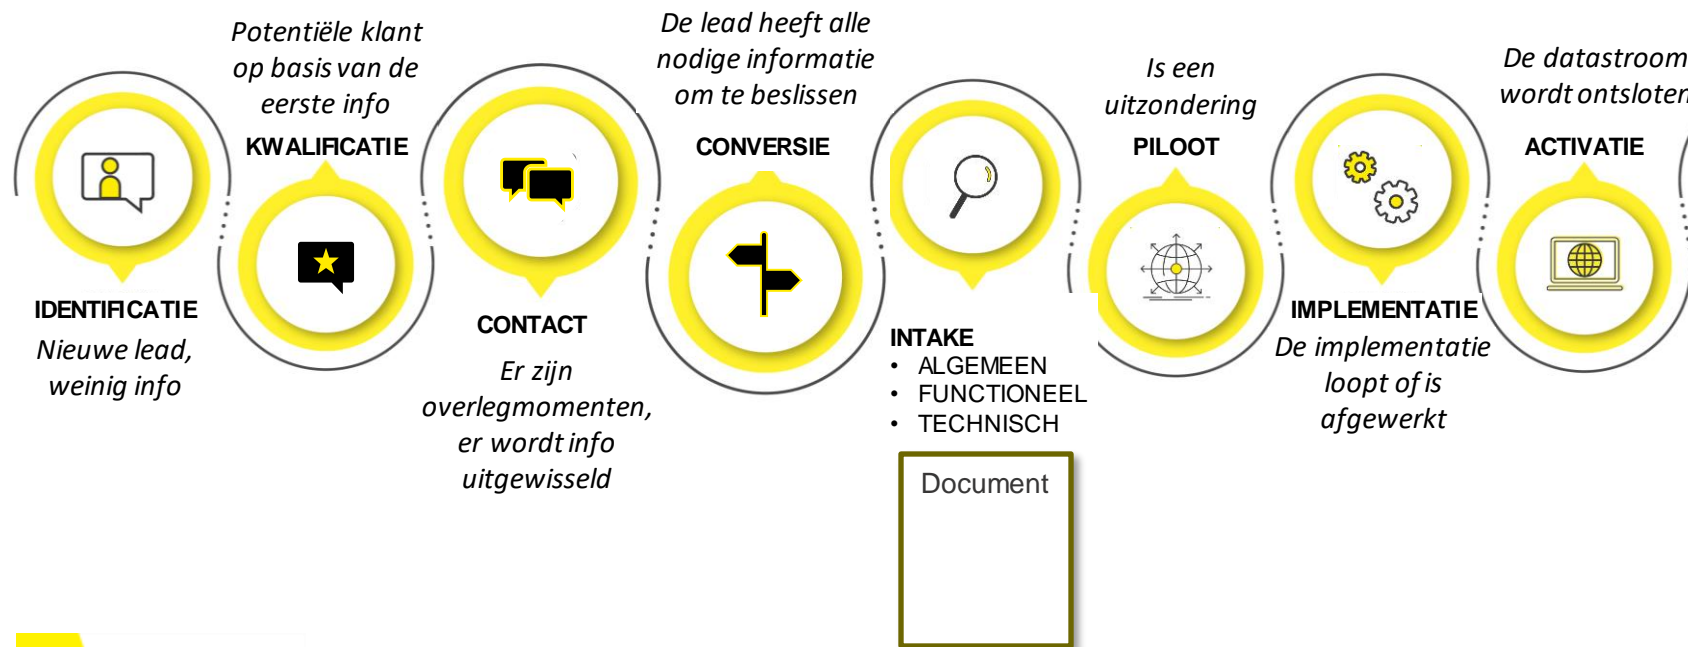 IDENTIFICATIE
Nieuwe lead,
weinig info
Potentiële klant
op basis van de
eerste info
KWALIFICATIE
CONTACT
Er zijn
overlegmomenten,
er wordt info
uitgewisseld
De lead heeft alle
nodige informatie
om te beslissen
CONVERSIE
INTAKE
• ALGEMEEN
• FUNCTIONEEL
• TECHNISCH
Document
Is een
uitzondering
PILOOT
IMPLEMENTATIE
De implementatie
loopt of is
afgewerkt
De datastroom
wordt ontsloten
ACTIVATIE